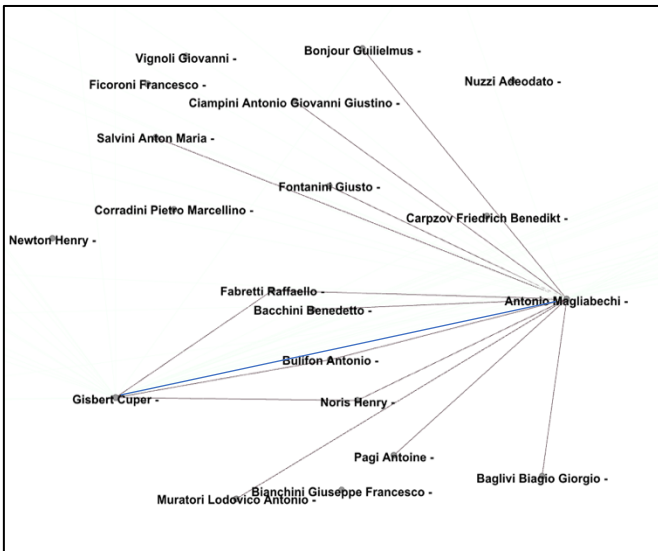 Bonjour Guilielmus -
Vignoli Giovanni -
Nuzzi Adeodato -
Ficoroni Francesco -
Ciampini Antonio Giovanni Giustino -
Salvini Anton Maria -
Fontanini Giusto -
Corradini Pietro Marcellino -
Carpzov Friedrich Benedikt -
Newton Henry -
Fabretti Raffaello -
Antonio Magliabechi -
Bacchini Benedetto -
Bulifon Antonio -
Gisbert Cuper -
Noris Henry -
Pagi Antoine -
Baglivi Biagio Giorgio -
Bianchini Giuseppe Francesco -
Muratori Lodovico Antonio -